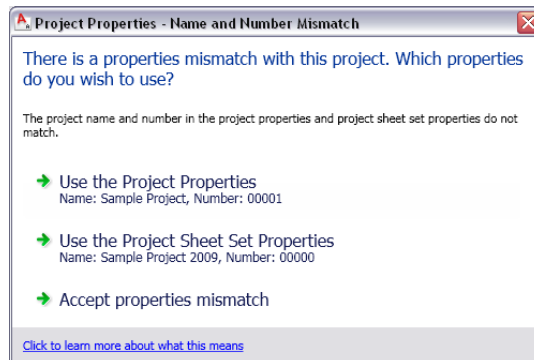 Project Properties - Name and Number Mismatch
There is a properties mismatch with this project. Which properties
do you wish to use?
The project name and number in the project properties and project sheet set properties do not
match.
Use the Project Properties
Name: Sample Project, Number: 00001
Use the Project Sheet Set Properties
Name: Sample Project 2009, Number: 00000
Accept properties mismatch
Click to learn more about what this means